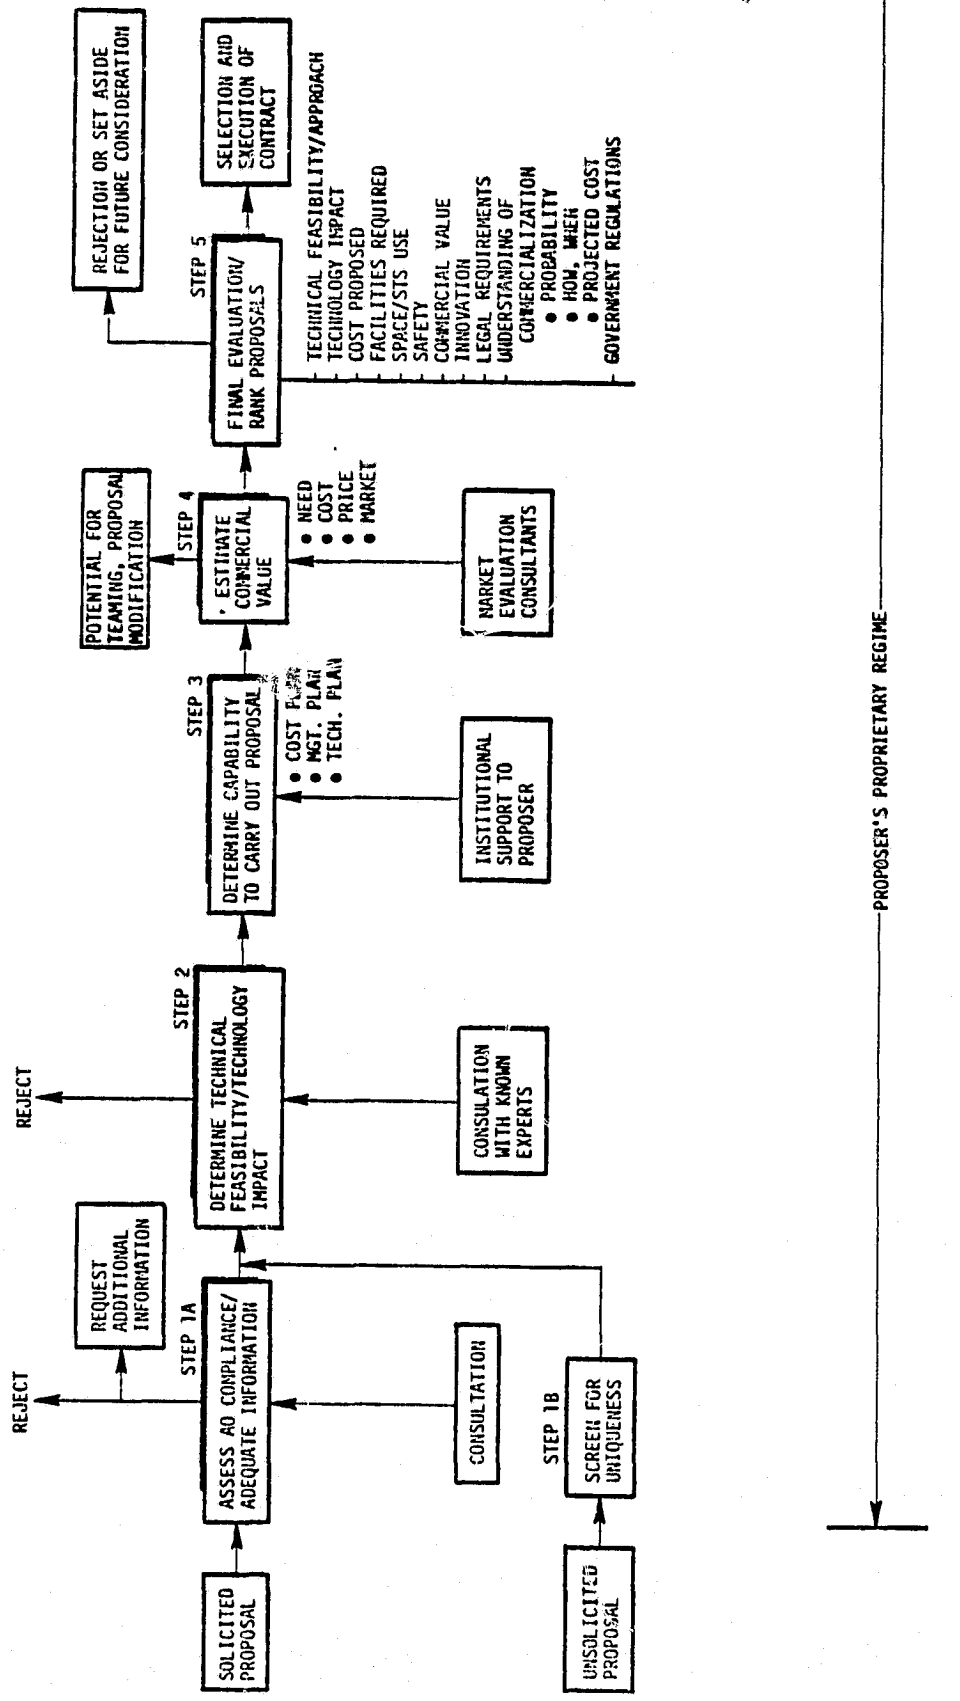 REJECT
REJECT
REQUEST
ADDITIONAL
INFORMATION
POTENTIAL FOR
TEAMING, PROPOSAL
MODIFICATION
REJECTION OR SET ASIDE
FOR FUTURE CONSIDERATION
SOLICITED
PROPOSAL
STEP 1A
ASSESS AO COMPLIANCE/
ADEQUATE INFORMATION
STEP 2
DETERMINE TECHNICAL
FEASIBILITY/TECHNOLOGY
IMPACT
STEP 3
DETERMINE CAPABILITY
TO CARRY OUT PROPOSAL
● COST PLAN
● MGT. PLAN
● TECH. PLAN
STEP 4
ESTIMATE
COMMERCIAL
VALUE
● NEED
● COST
● PRICE
● MARKET
STEP 5
FINAL EVALUATION/
RANK PROPOSALS
SELECTION AND
EXECUTION OF
CONTRACT
TECHNICAL FEASIBILITY/APPROACH
TECHNOLOGY IMPACT
COST PROPOSED
FACILITIES REQUIRED
SPACE/STS USE
SAFETY
COMMERCIAL VALUE
INNOVATION
LEGAL REQUIREMENTS
UNDERSTANDING OF
COMMERCIALIZATION
● PROBABILITY
● HOW, WHEN
● PROJECTED COST
GOVERNMENT REGULATIONS
CONSULTATION
CONSULATION
WITH KNOWN
EXPERTS
INSTITUTIONAL
SUPPORT TO
PROPOSER
MARKET
EVALUATION
CONSULTANTS
UNSOLICITED
PROPOSAL
STEP 1B
SCREEN FOR
UNIQUENESS
PROPOSER'S PROPRIETARY REGIME